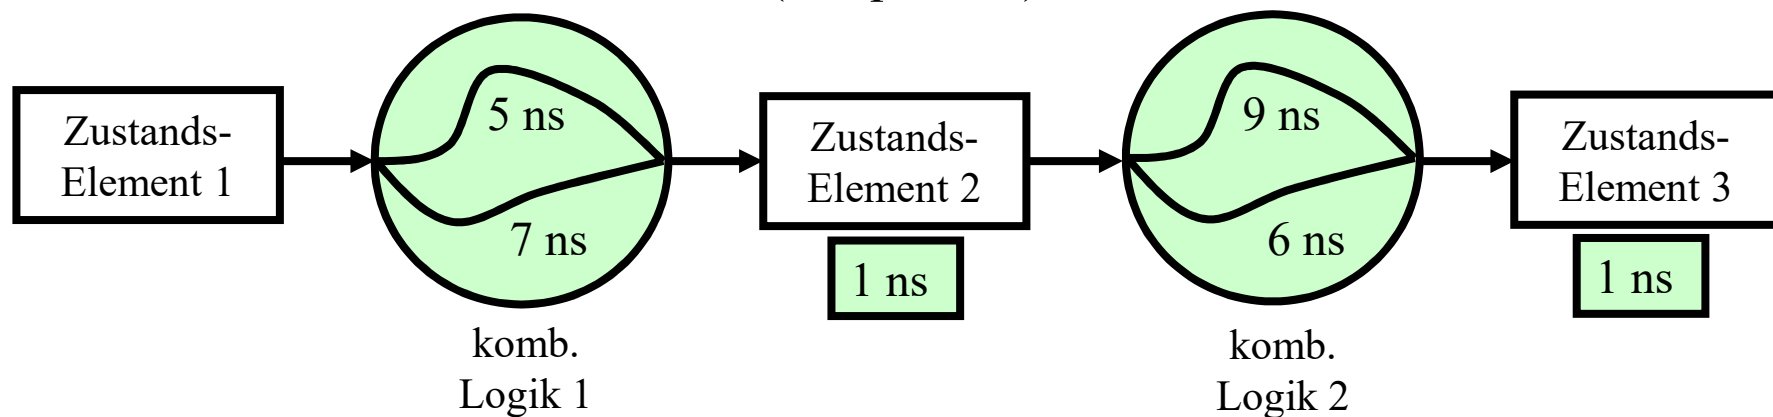 Zustands-
Element 1
5 ns
7 ns
komb.
Logik 1
Zustands-
Element 2
1 ns
9 ns
6 ns
komb.
Logik 2
Zustands-
Element 3
1 ns